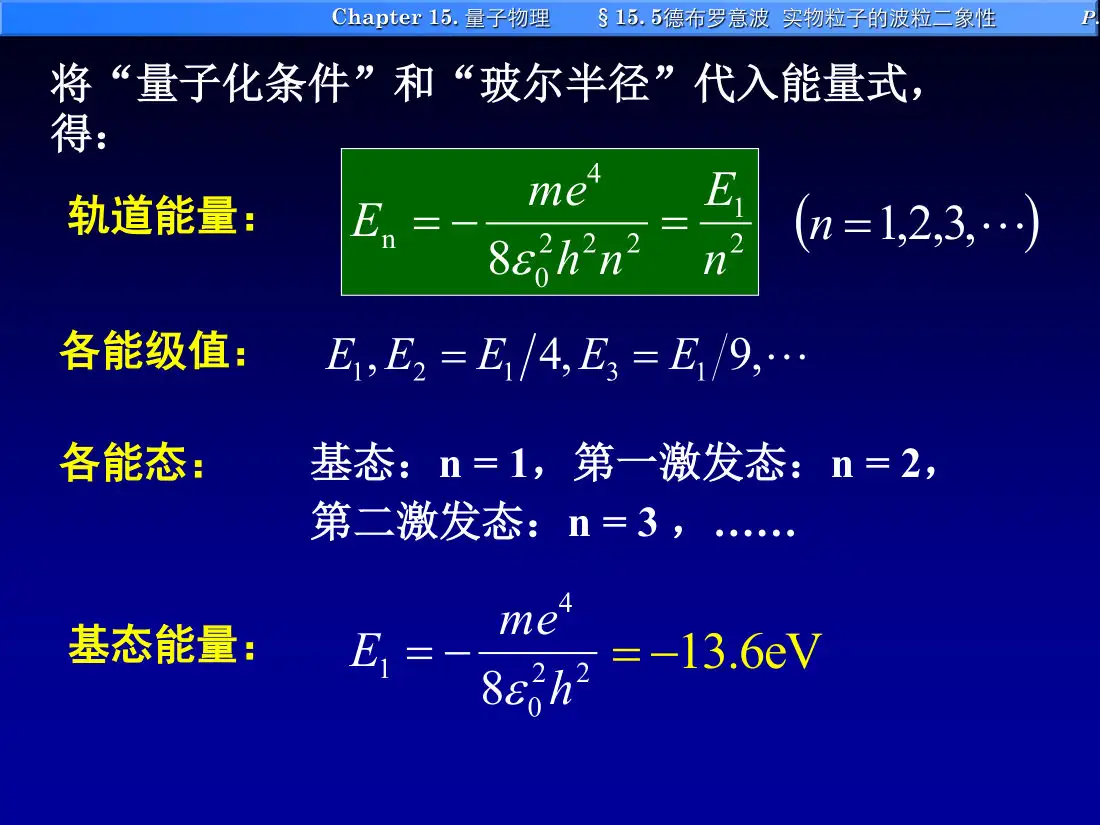 Chapter 15. 量子物理 §15. 5德布罗意波 实物粒子的波粒二象性 P.
将“量子化条件”和“玻尔半径”代入能量式，
得：
轨道能量： E_n = − me^4 / 8ε_0^2 h^2 n^2 = E_1 / n^2 (n = 1,2,3,⋯)
各能级值： E_1, E_2 = E_1/4, E_3 = E_1/9, ⋯
各能态： 基态：n = 1，第一激发态：n = 2，
第二激发态：n = 3 ，……
基态能量： E_1 = − me^4 / 8ε_0^2 h^2 = −13.6eV